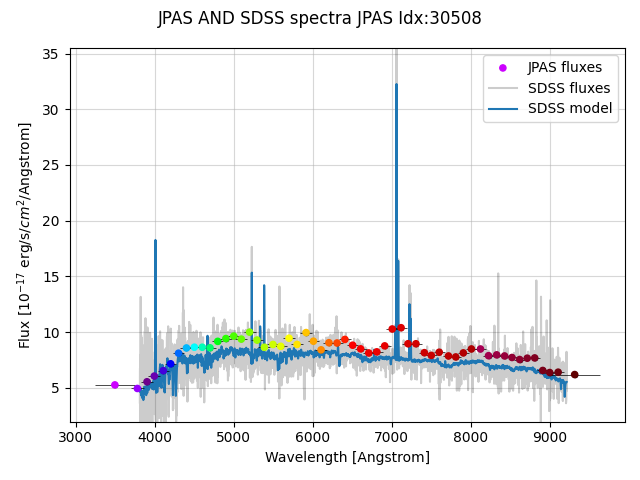 JPAS AND SDSS spectra JPAS Idx:30508
35
30
25
20
15
10
5
Flux [10⁻¹⁷ erg/s/cm²/Angstrom]
JPAS fluxes
SDSS fluxes
SDSS model
3000 4000 5000 6000 7000 8000 9000
Wavelength [Angstrom]